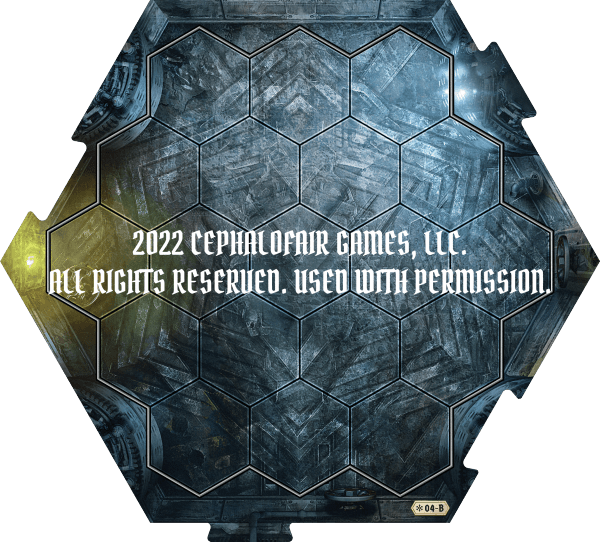 2022 CEPHALOFAIR GAMES, LLC.
ALL RIGHTS RESERVED. USED WITH PERMISSION.
✻ 04-B